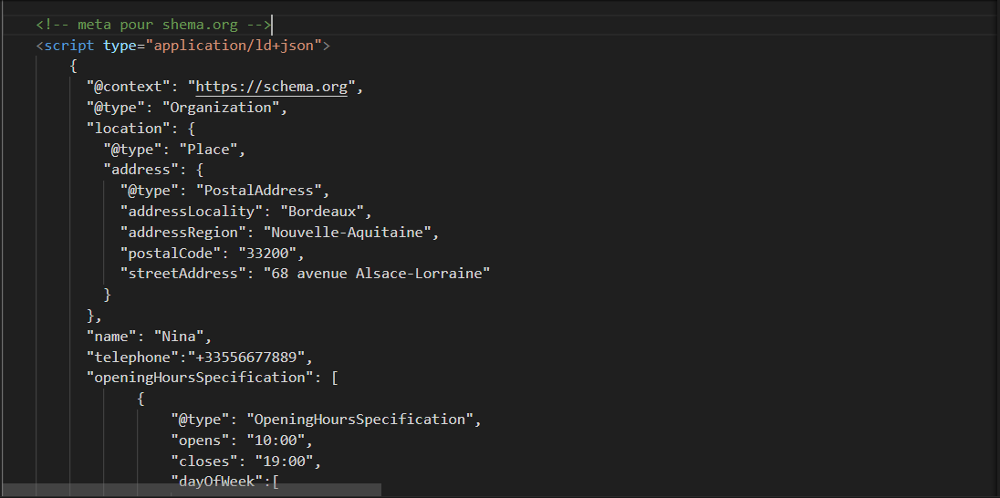 <!-- meta pour shema.org -->
<script type="application/ld+json">
{
"@context": "https://schema.org",
"@type": "Organization",
"location": {
"@type": "Place",
"address": {
"@type": "PostalAddress",
"addressLocality": "Bordeaux",
"addressRegion": "Nouvelle-Aquitaine",
"postalCode": "33200",
"streetAddress": "68 avenue Alsace-Lorraine"
}
},
"name": "Nina",
"telephone":"+33556677889",
"openingHoursSpecification": [
{
"@type": "OpeningHoursSpecification",
"opens": "10:00",
"closes": "19:00",
"dayOfWeek":[